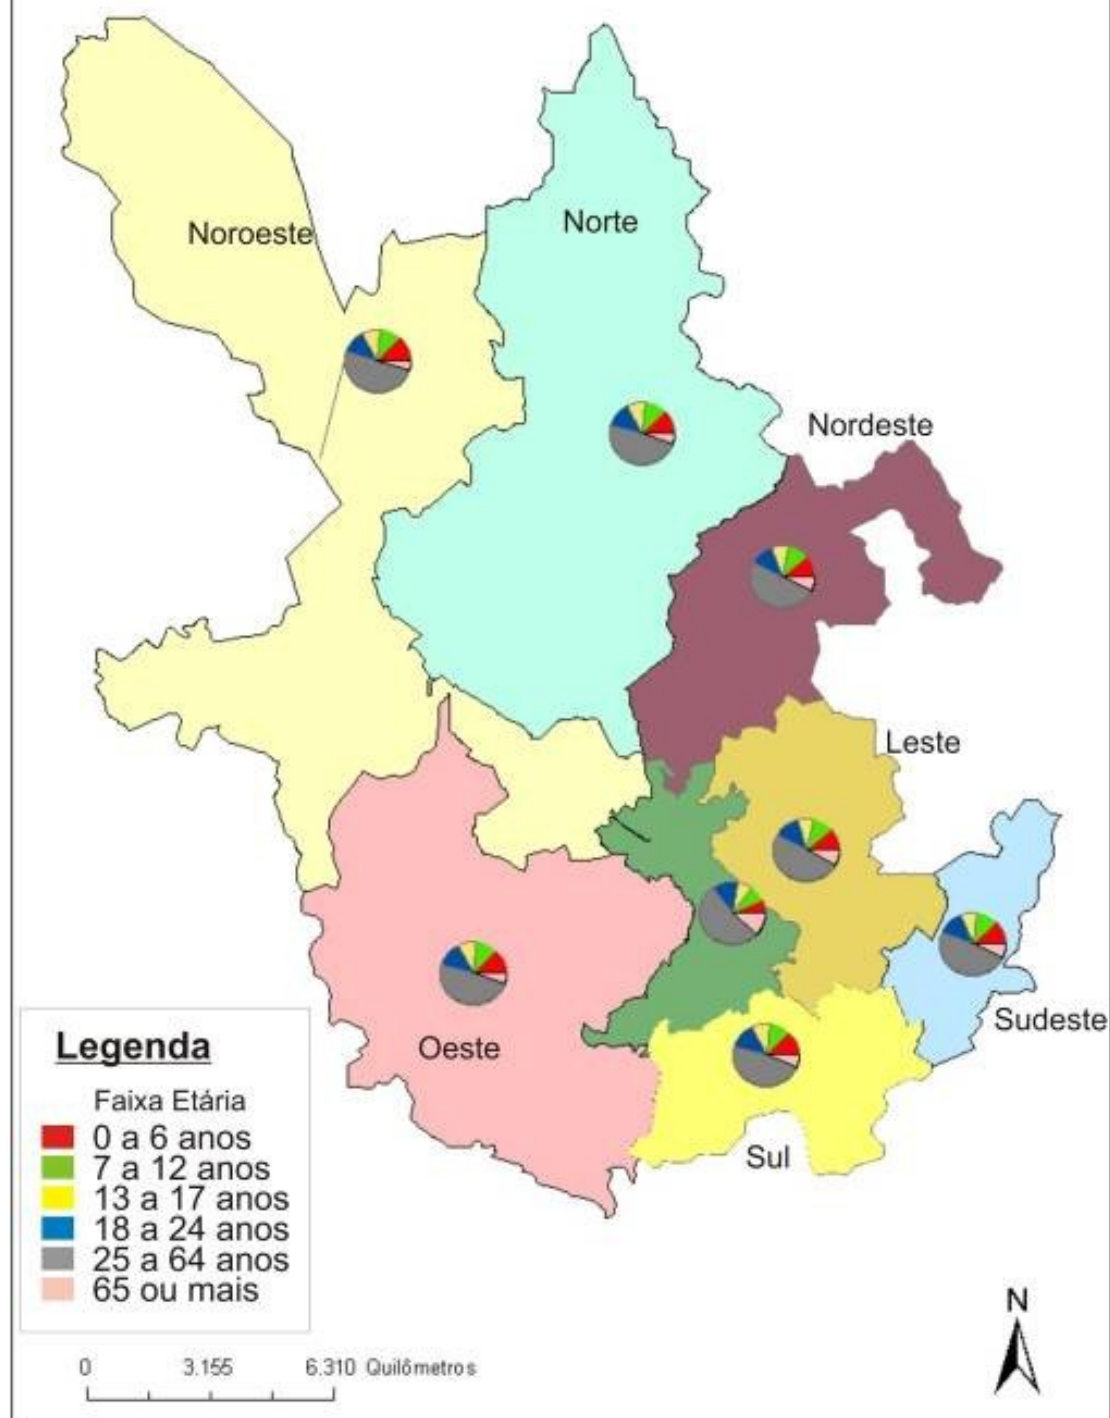 Noroeste
Norte
Nordeste
Leste
Sudeste
Oeste
Sul
Legenda
Faixa Etária
0 a 6 anos
7 a 12 anos
13 a 17 anos
18 a 24 anos
25 a 64 anos
65 ou mais
N
0 3.155 6.310 Quilômetros